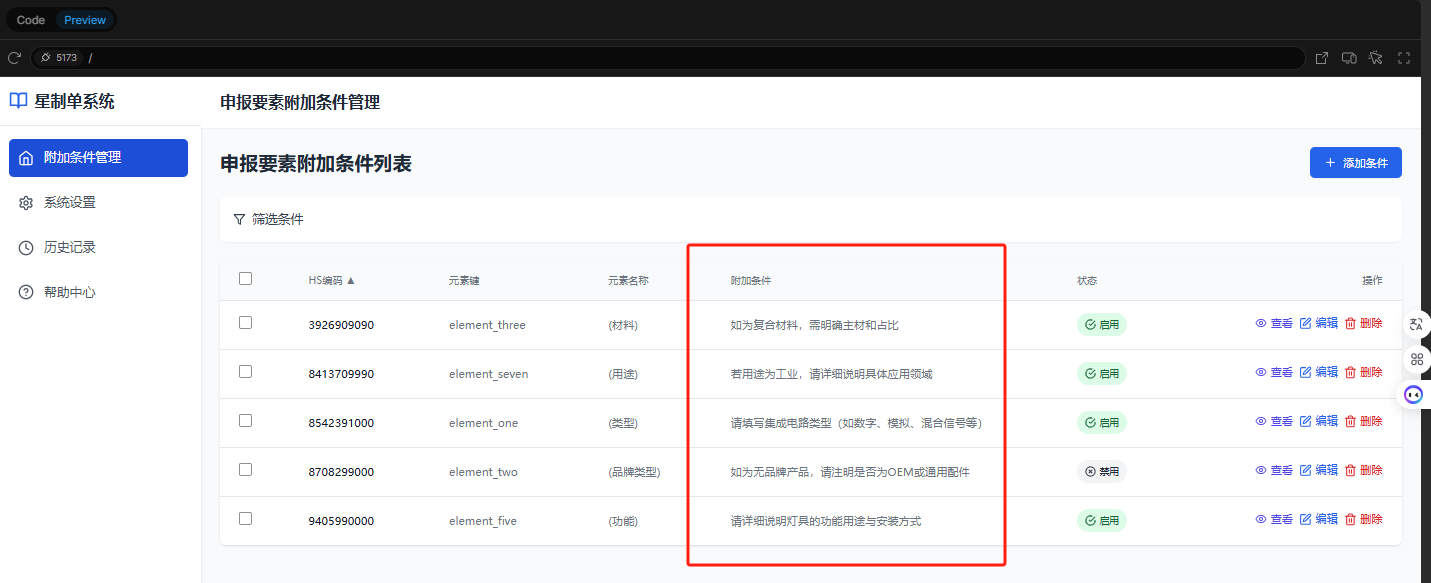 Code Preview
5173 /
星制单系统
申报要素附加条件管理
附加条件管理
系统设置
历史记录
帮助中心
申报要素附加条件列表
+ 添加条件
筛选条件
HS编码 ▲ 元素键 元素名称 附加条件 状态 操作
3926909090 element_three (材料) 如为复合材料，需明确主材和占比 启用 查看 编辑 删除
8413709990 element_seven (用途) 若用途为工业，请详细说明具体应用领域 启用 查看 编辑 删除
8542391000 element_one (类型) 请填写集成电路类型（如数字、模拟、混合信号等） 启用 查看 编辑 删除
8708299000 element_two (品牌类型) 如为无品牌产品，请注明是否为OEM或通用配件 禁用 查看 编辑 删除
9405990000 element_five (功能) 请详细说明灯具的功能用途与安装方式 启用 查看 编辑 删除